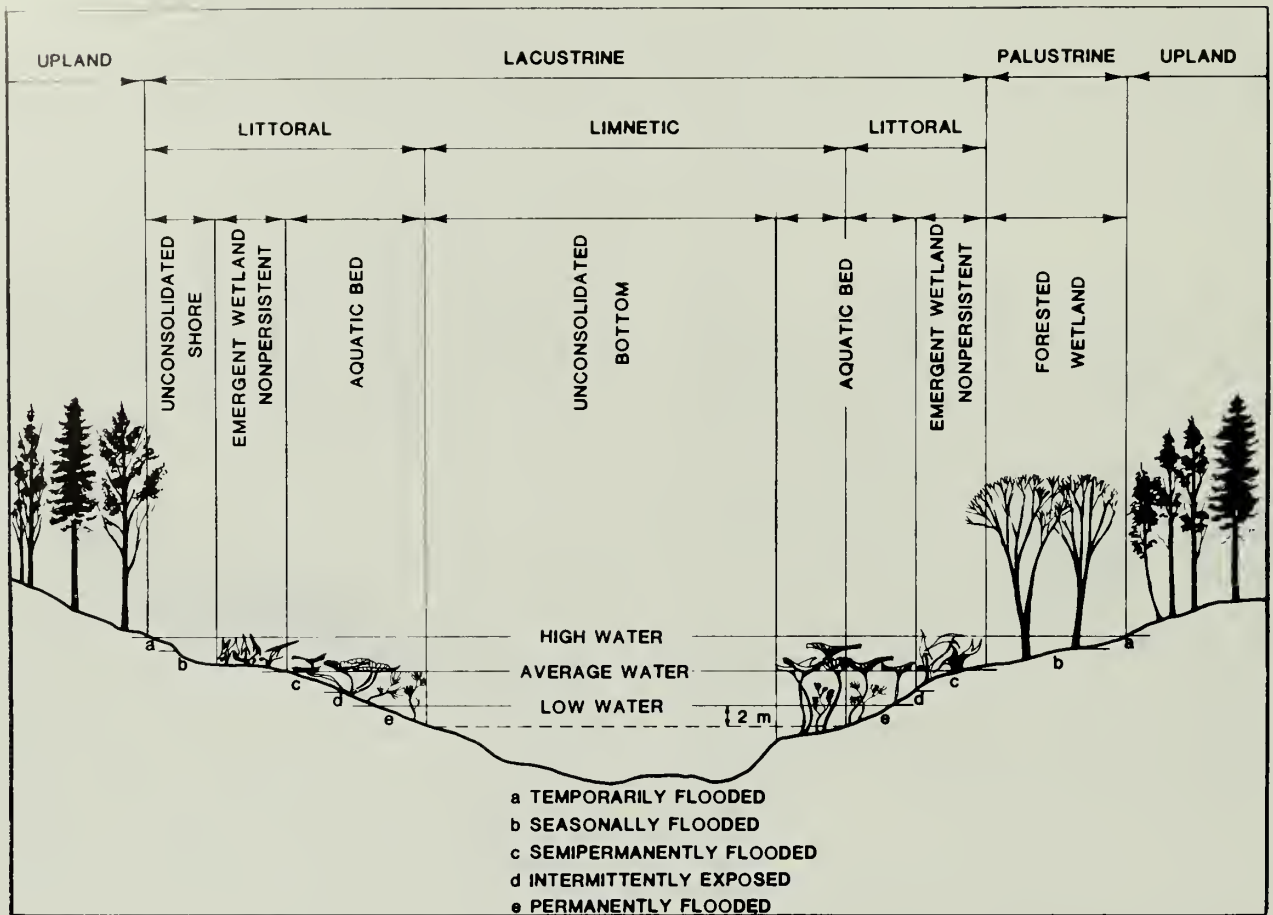 UPLAND
LACUSTRINE
PALUSTRINE
UPLAND
LITTORAL
LIMNETIC
LITTORAL
UNCONSOLIDATED
SHORE
EMERGENT WETLAND
NONPERSISTENT
AQUATIC BED
UNCONSOLIDATED
BOTTOM
AQUATIC BED
EMERGENT WETLAND
NONPERSISTENT
FORESTED
WETLAND
HIGH WATER
AVERAGE WATER
LOW WATER
2 m
a
b
c
d
e
e
d
c
b
a
a TEMPORARILY FLOODED
b SEASONALLY FLOODED
c SEMIPERMANENTLY FLOODED
d INTERMITTENTLY EXPOSED
e PERMANENTLY FLOODED